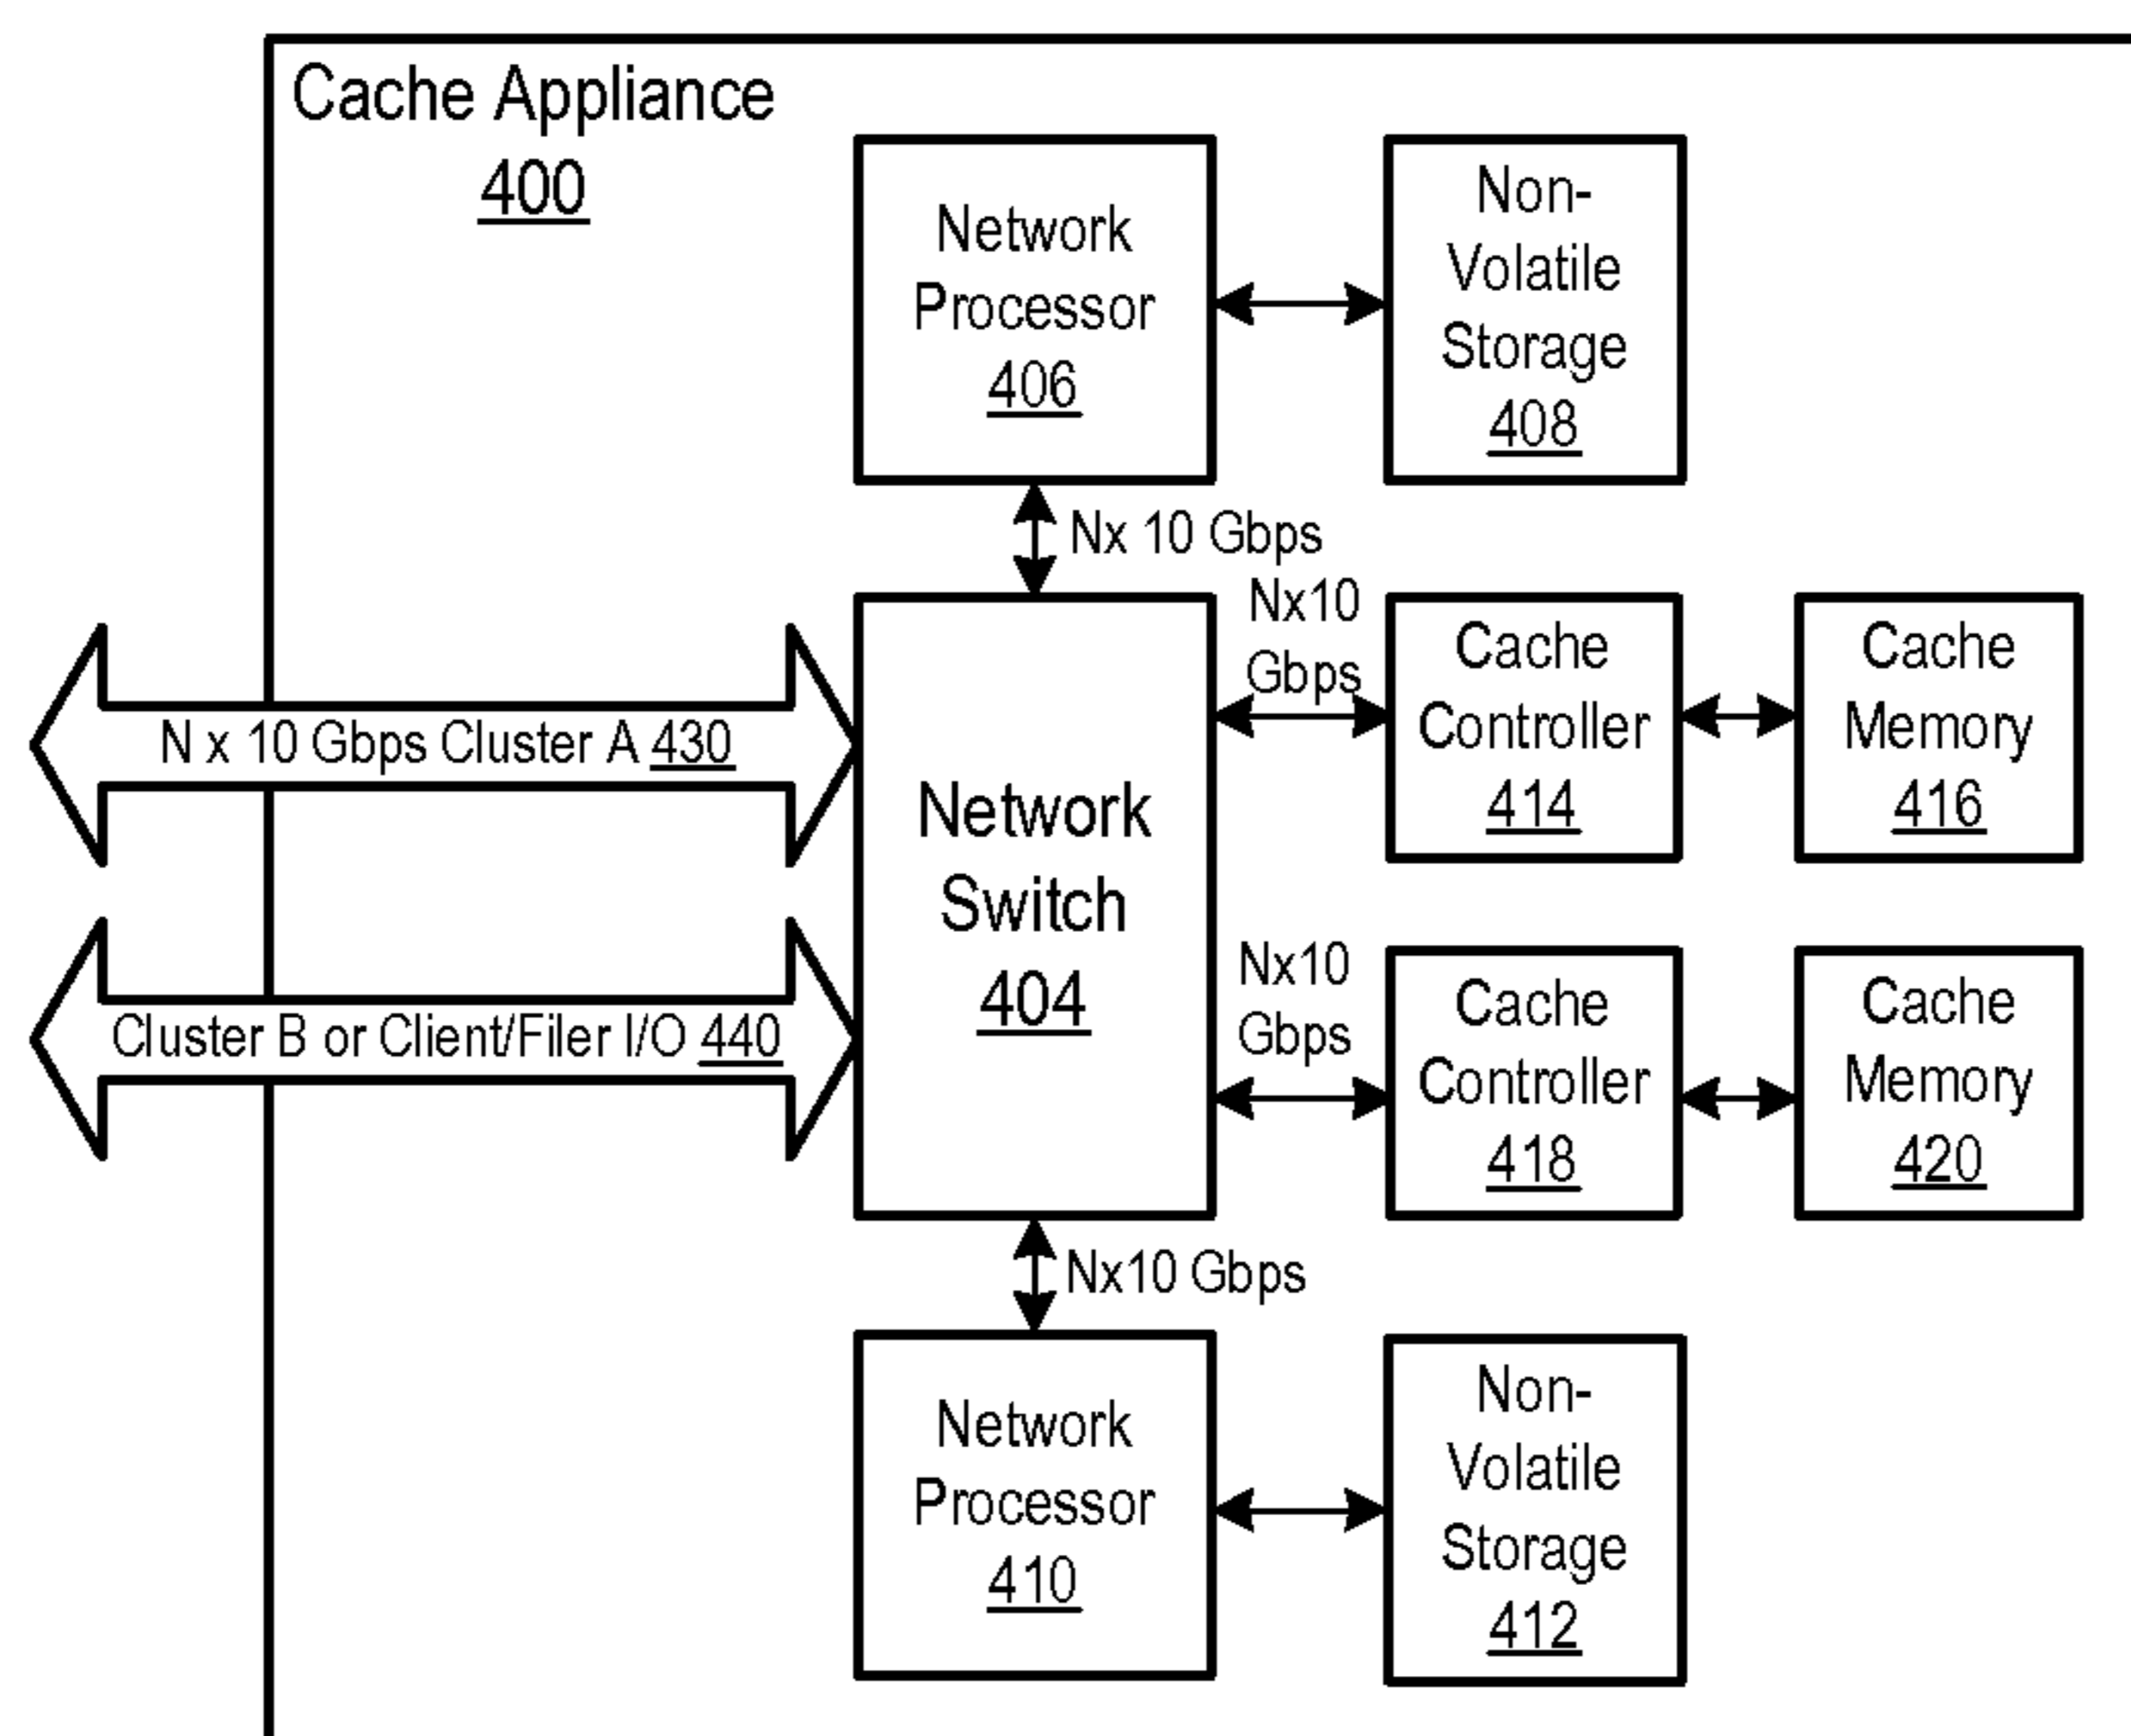 Cache Appliance
400
Network
Processor
406
Non-
Volatile
Storage
408
Nx 10 Gbps
Nx10
Gbps
Cache
Controller
414
Cache
Memory
416
N x 10 Gbps Cluster A 430
Network
Switch
404
Cluster B or Client/Filer I/O 440
Nx10
Gbps
Cache
Controller
418
Cache
Memory
420
Nx10 Gbps
Network
Processor
410
Non-
Volatile
Storage
412